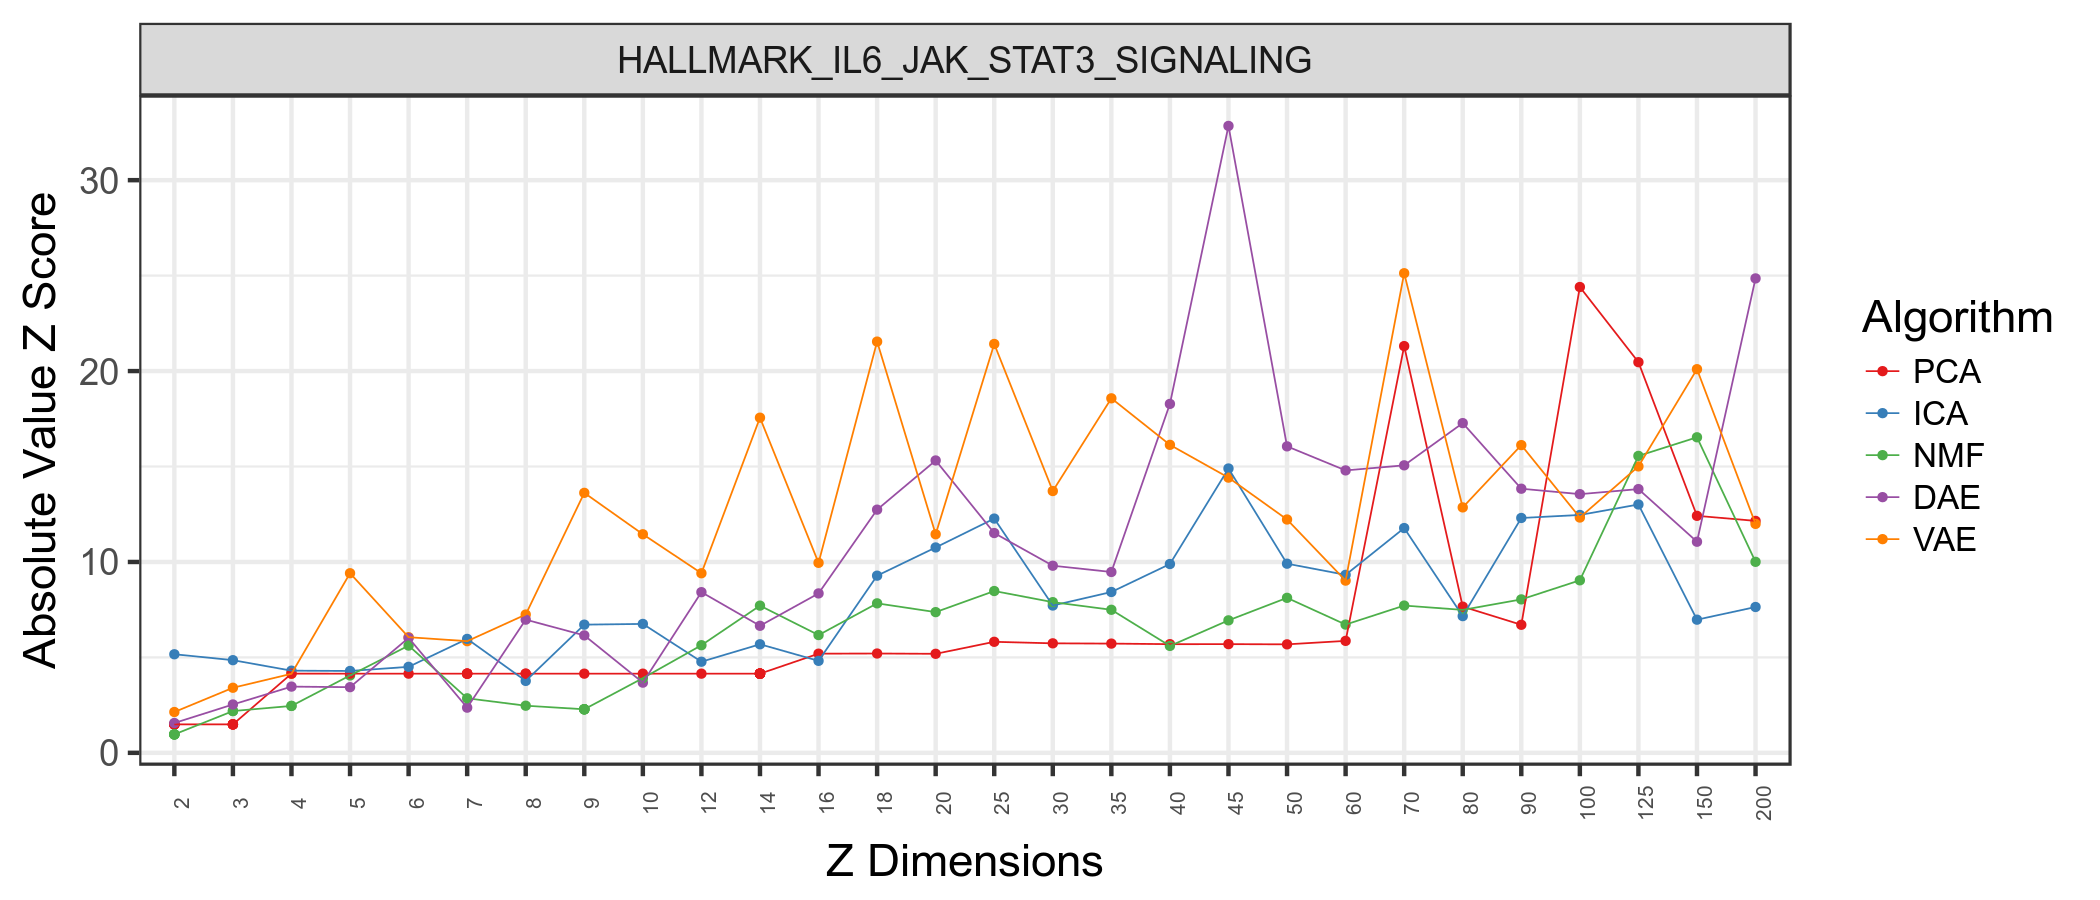 HALLMARK_IL6_JAK_STAT3_SIGNALING
Absolute Value Z Score
30
20
10
0
2 3 4 5 6 7 8 9 10 12 14 16 18 20 25 30 35 40 45 50 60 70 80 90 100 125 150 200
Z Dimensions
Algorithm
PCA
ICA
NMF
DAE
VAE